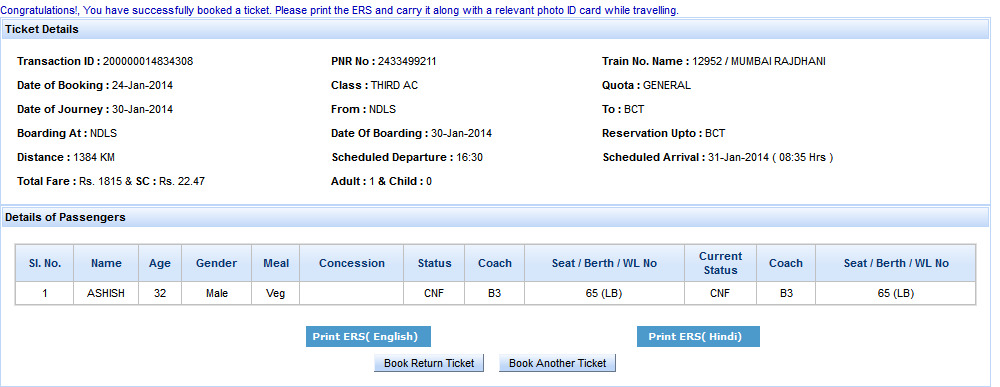 Congratulations!, You have successfully booked a ticket. Please print the ERS and carry it along with a relevant photo ID card while travelling.
Ticket Details
Transaction ID : 200000014834308 PNR No : 2433499211 Train No. Name : 12952 / MUMBAI RAJDHANI
Date of Booking : 24-Jan-2014 Class : THIRD AC Quota : GENERAL
Date of Journey : 30-Jan-2014 From : NDLS To : BCT
Boarding At : NDLS Date Of Boarding : 30-Jan-2014 Reservation Upto : BCT
Distance : 1384 KM Scheduled Departure : 16:30 Scheduled Arrival : 31-Jan-2014 ( 08:35 Hrs )
Total Fare : Rs. 1815 & SC : Rs. 22.47 Adult : 1 & Child : 0
Details of Passengers
Sl. No. Name Age Gender Meal Concession Status Coach Seat / Berth / WL No Current Status Coach Seat / Berth / WL No
1 ASHISH 32 Male Veg CNF B3 65 (LB) CNF B3 65 (LB)
Print ERS( English) Print ERS( Hindi)
Book Return Ticket Book Another Ticket